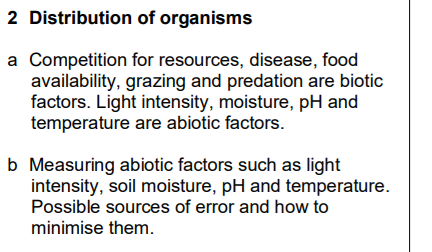 2 Distribution of organisms
a Competition for resources, disease, food
availability, grazing and predation are biotic
factors. Light intensity, moisture, pH and
temperature are abiotic factors.
b Measuring abiotic factors such as light
intensity, soil moisture, pH and temperature.
Possible sources of error and how to
minimise them.